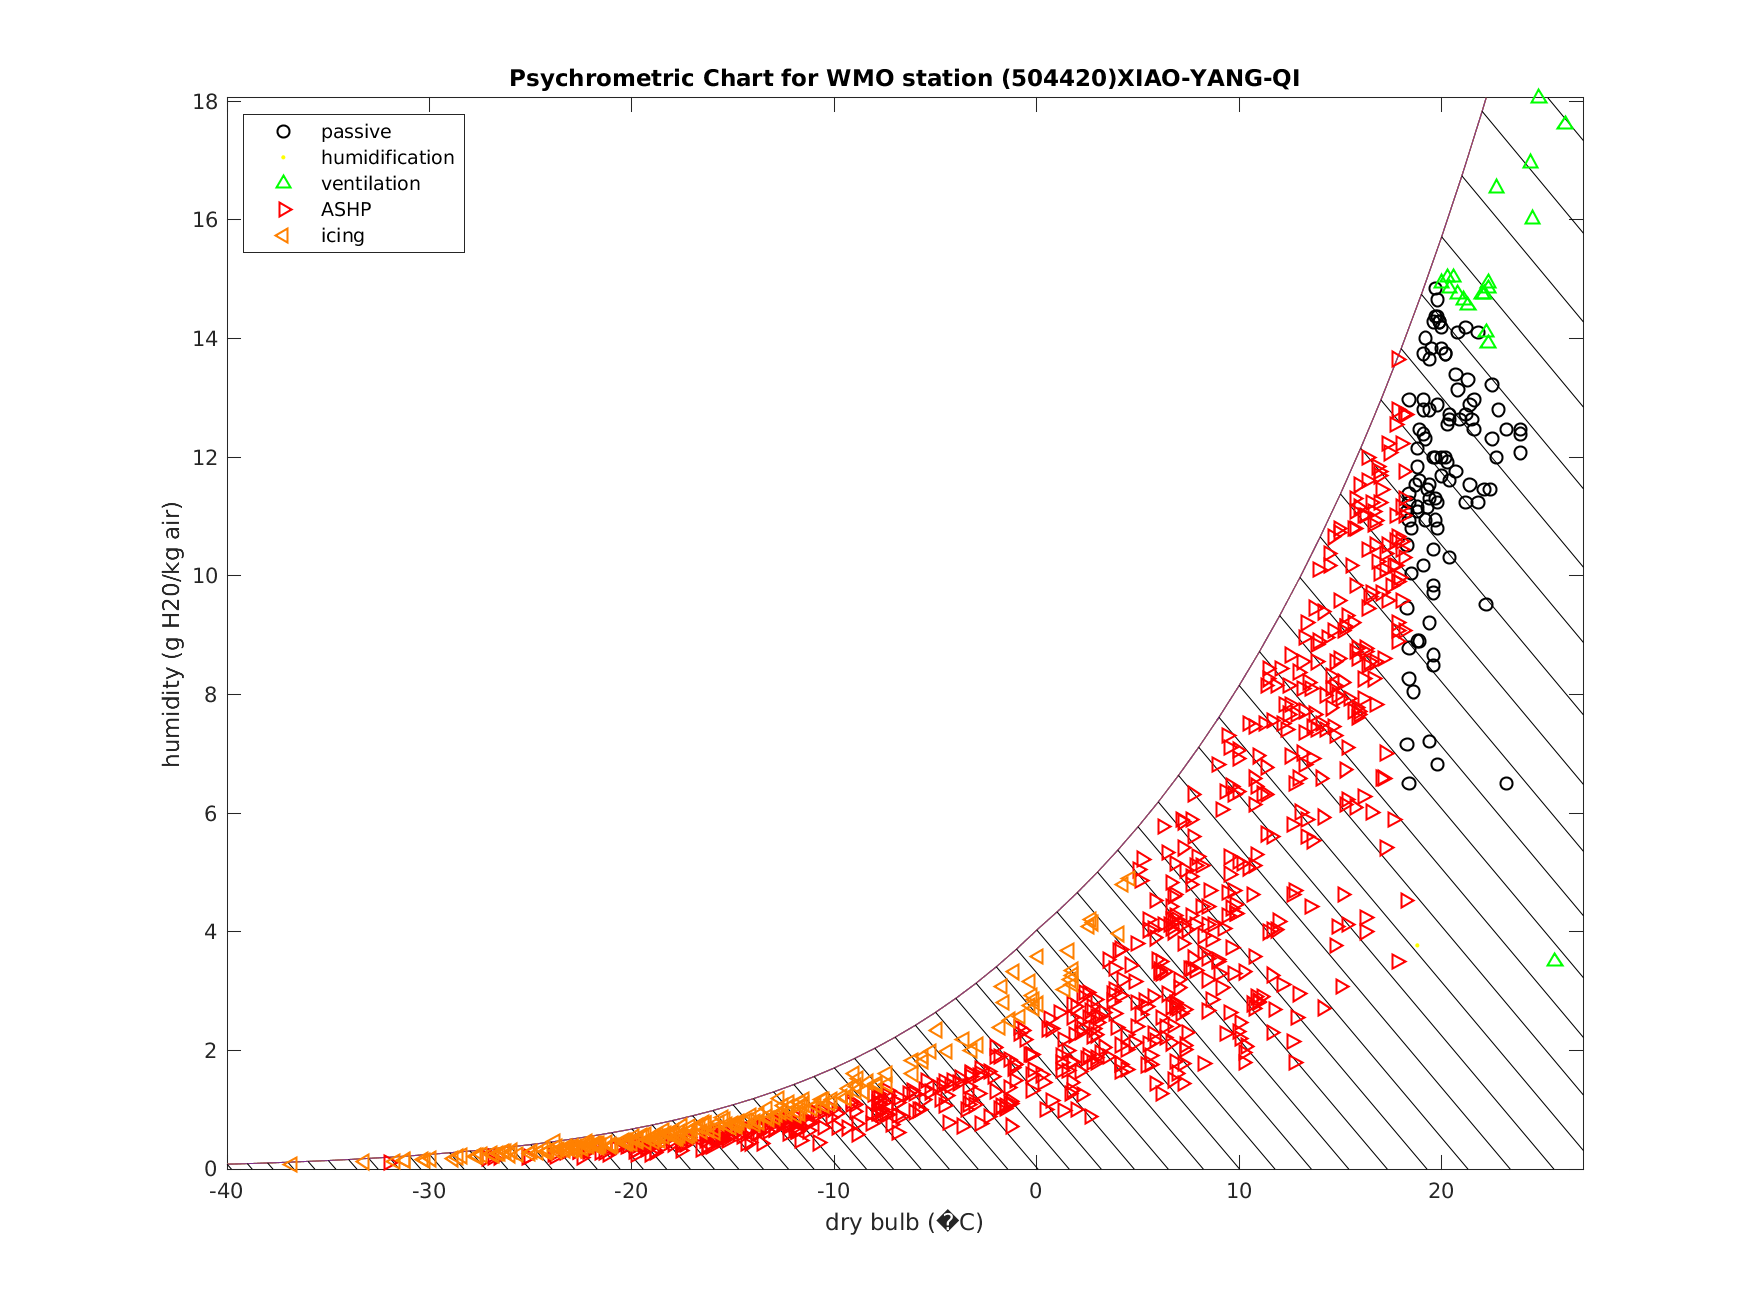 Psychrometric Chart for WMO station (504420)XIAO-YANG-QI
passive
humidification
ventilation
ASHP
icing
18
16
14
12
10
8
6
4
2
0
humidity (g H20/kg air)
-40 -30 -20 -10 0 10 20
dry bulb (�C)